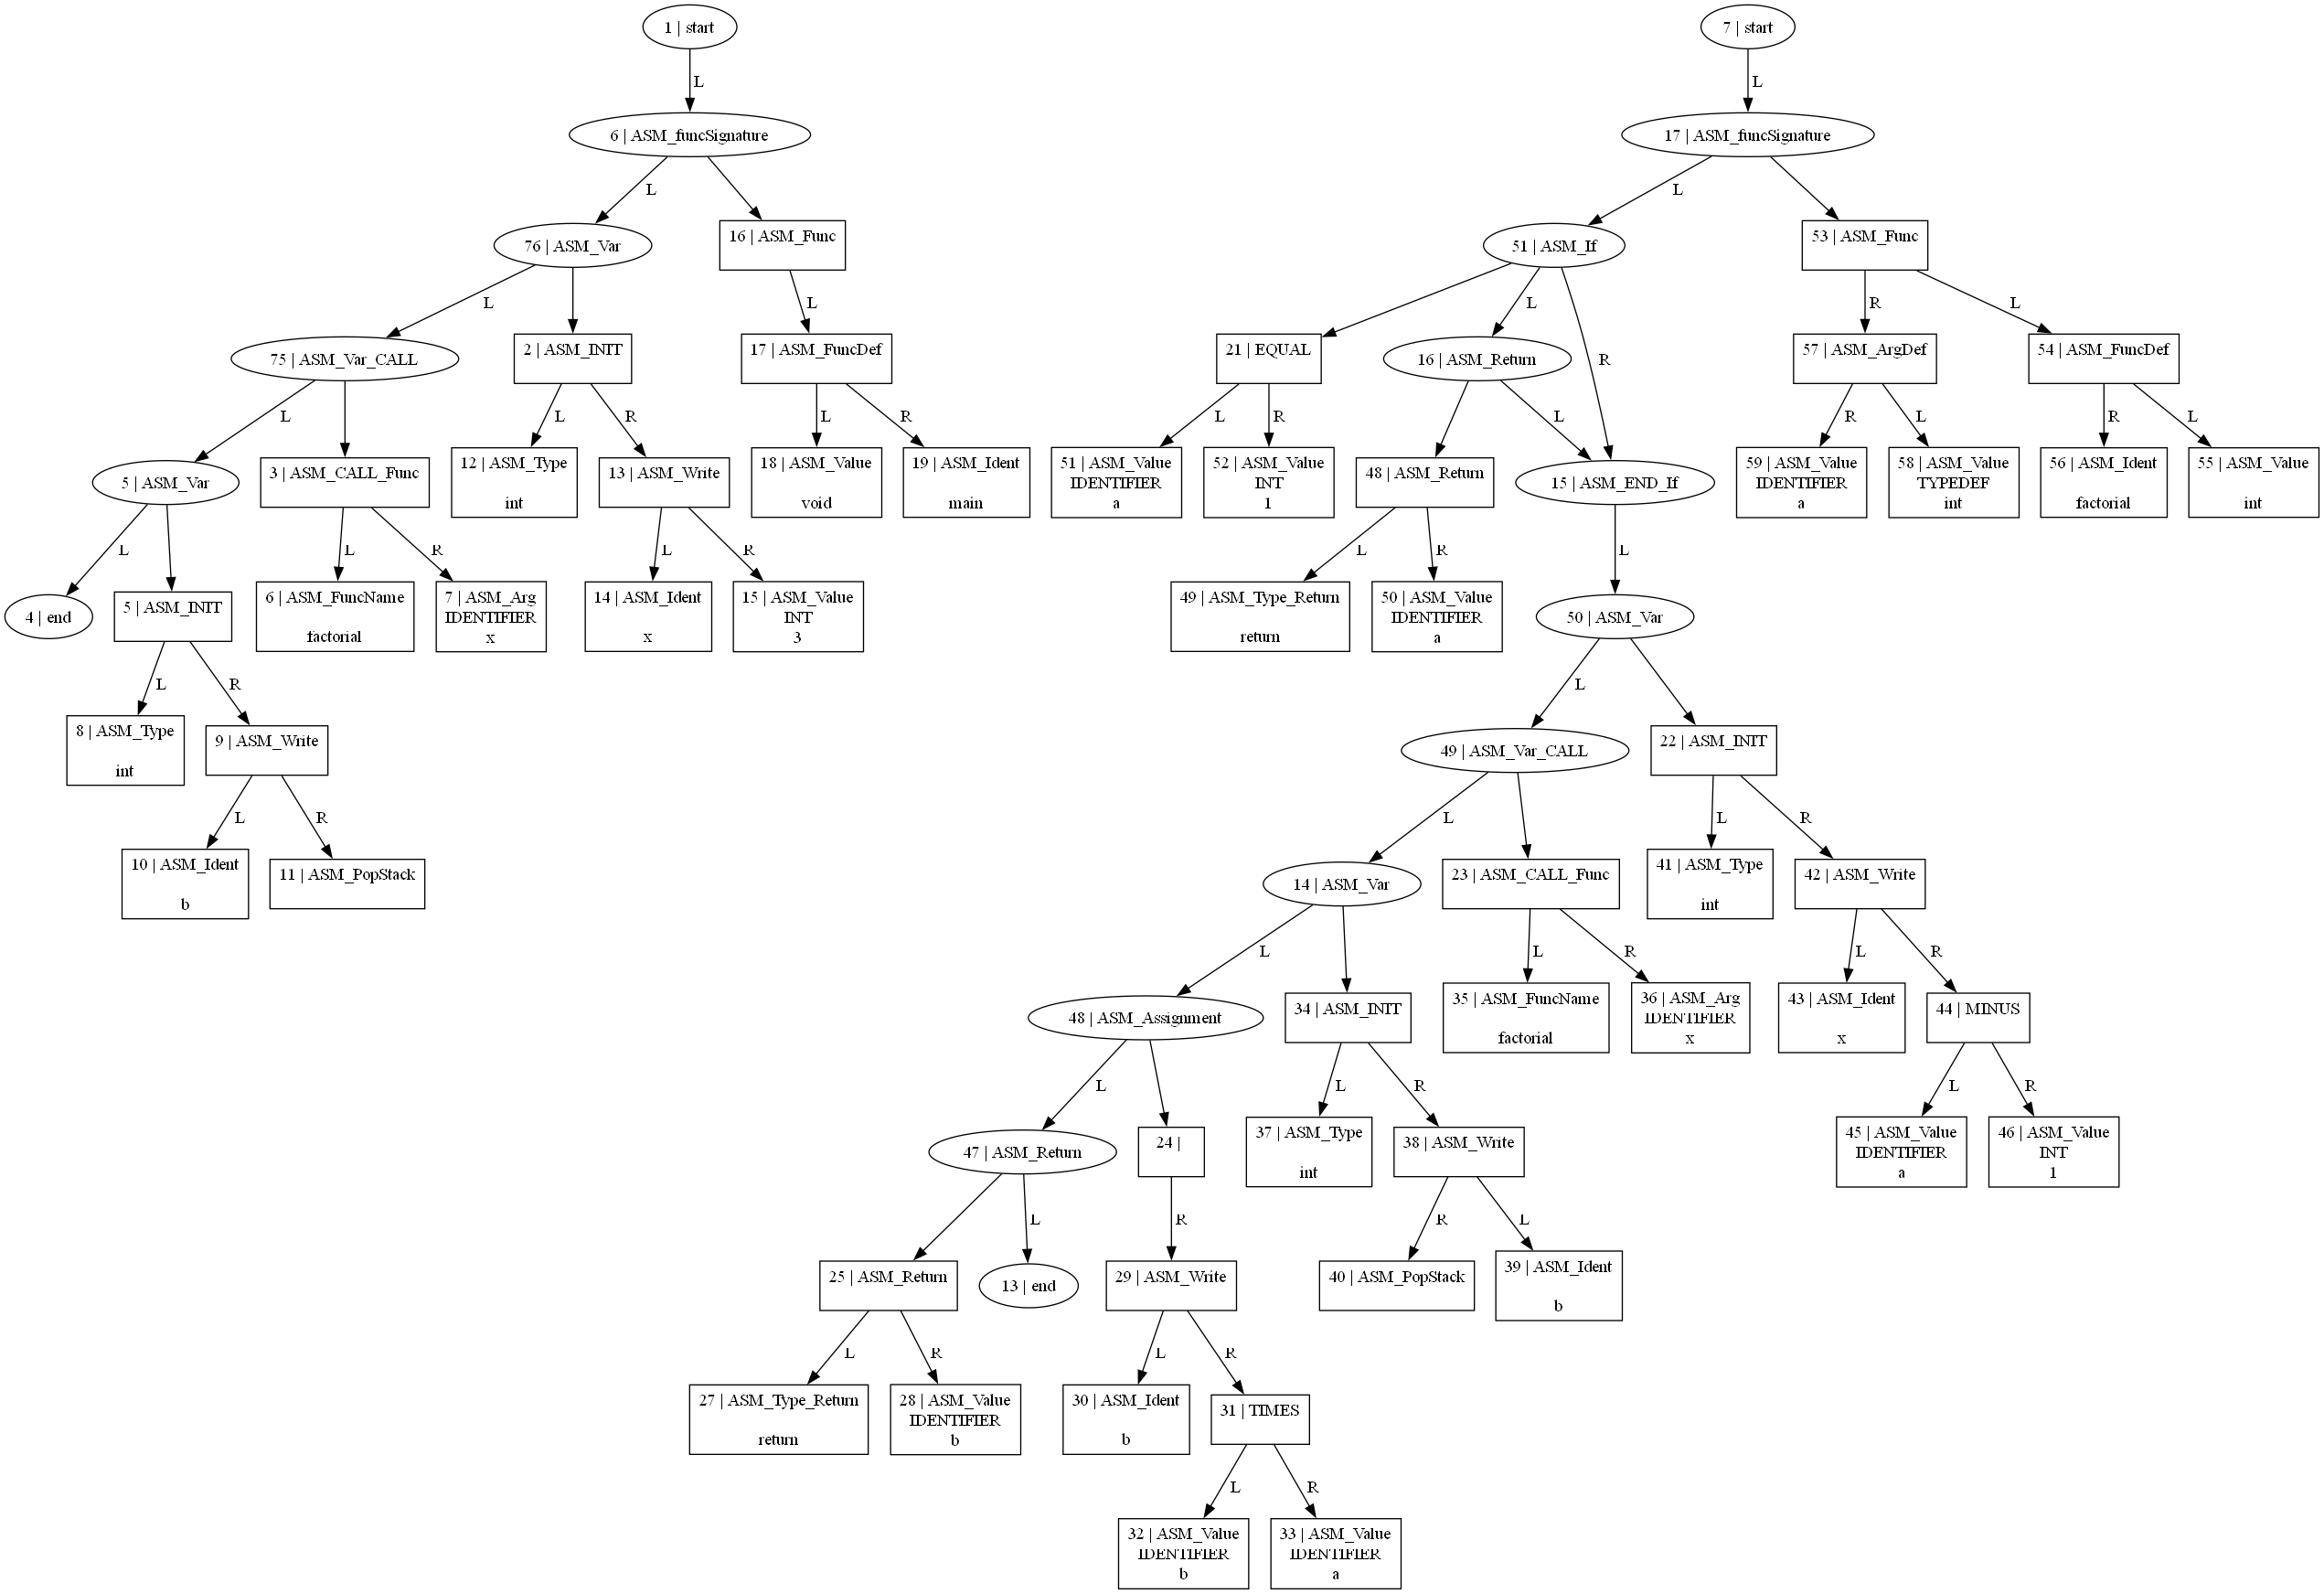 1 | start
7 | start
L
L
6 | ASM_funcSignature
17 | ASM_funcSignature
L
L
76 | ASM_Var
16 | ASM_Func
51 | ASM_If
53 | ASM_Func
L
L
L
R
R
L
75 | ASM_Var_CALL
2 | ASM_INIT
17 | ASM_FuncDef
21 | EQUAL
16 | ASM_Return
57 | ASM_ArgDef
54 | ASM_FuncDef
L
L
R
L
R
L
R
L
R
L
R
L
5 | ASM_Var
3 | ASM_CALL_Func
12 | ASM_Type
int
13 | ASM_Write
18 | ASM_Value
void
19 | ASM_Ident
main
51 | ASM_Value
IDENTIFIER
a
52 | ASM_Value
INT
1
48 | ASM_Return
15 | ASM_END_If
59 | ASM_Value
IDENTIFIER
a
58 | ASM_Value
TYPEDEF
int
56 | ASM_Ident
factorial
55 | ASM_Value
int
L
L
R
L
R
L
R
L
4 | end
5 | ASM_INIT
6 | ASM_FuncName
factorial
7 | ASM_Arg
IDENTIFIER
x
14 | ASM_Ident
x
15 | ASM_Value
INT
3
49 | ASM_Type_Return
return
50 | ASM_Value
IDENTIFIER
a
50 | ASM_Var
L
R
L
8 | ASM_Type
int
9 | ASM_Write
49 | ASM_Var_CALL
22 | ASM_INIT
L
R
L
L
R
10 | ASM_Ident
b
11 | ASM_PopStack
14 | ASM_Var
23 | ASM_CALL_Func
41 | ASM_Type
int
42 | ASM_Write
L
L
R
L
R
48 | ASM_Assignment
34 | ASM_INIT
35 | ASM_FuncName
factorial
36 | ASM_Arg
IDENTIFIER
x
43 | ASM_Ident
x
44 | MINUS
L
L
R
L
R
47 | ASM_Return
24 |
37 | ASM_Type
int
38 | ASM_Write
45 | ASM_Value
IDENTIFIER
a
46 | ASM_Value
INT
1
L
R
R
L
25 | ASM_Return
13 | end
29 | ASM_Write
40 | ASM_PopStack
39 | ASM_Ident
b
L
R
L
R
27 | ASM_Type_Return
return
28 | ASM_Value
IDENTIFIER
b
30 | ASM_Ident
b
31 | TIMES
L
R
32 | ASM_Value
IDENTIFIER
b
33 | ASM_Value
IDENTIFIER
a